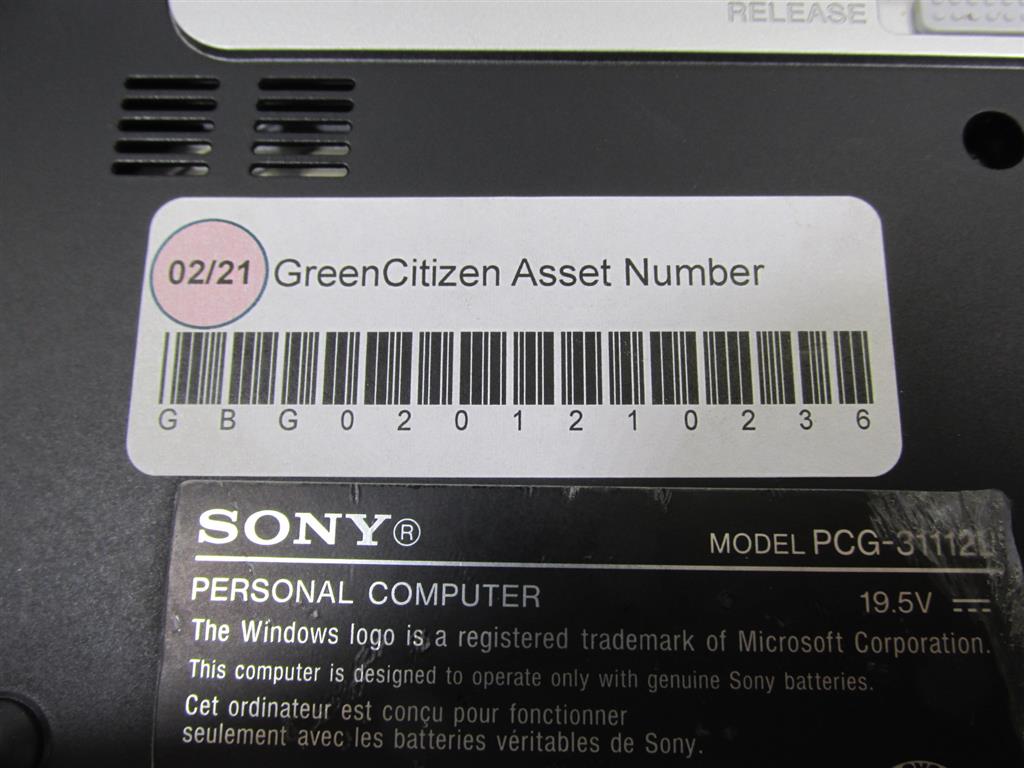 RELEASE
02/21 GreenCitizen Asset Number
G B G 0 2 0 1 2 1 0 2 3 6
SONY®
MODEL PCG-31112L
PERSONAL COMPUTER
19.5V
The Windows logo is a registered trademark of Microsoft Corporation.
This computer is designed to operate only with genuine Sony batteries.
Cet ordinateur est conçu pour fonctionner
seulement avec les batteries véritables de Sony.